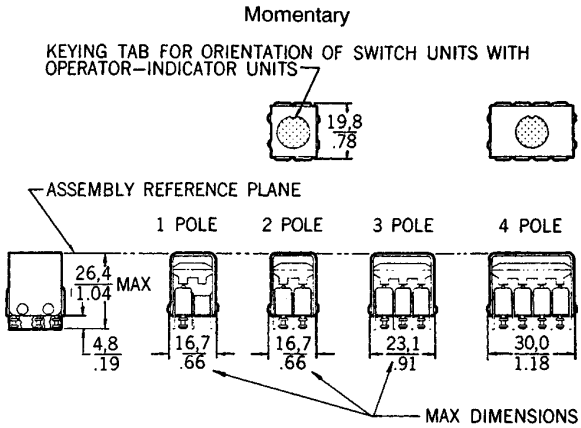 Momentary
KEYING TAB FOR ORIENTATION OF SWITCH UNITS WITH
OPERATOR–INDICATOR UNITS
19,8
.78
ASSEMBLY REFERENCE PLANE
1 POLE 2 POLE 3 POLE 4 POLE
26,4
1.04
MAX
4,8
.19
16,7
.66
16,7
.66
23,1
.91
30,0
1.18
MAX DIMENSIONS